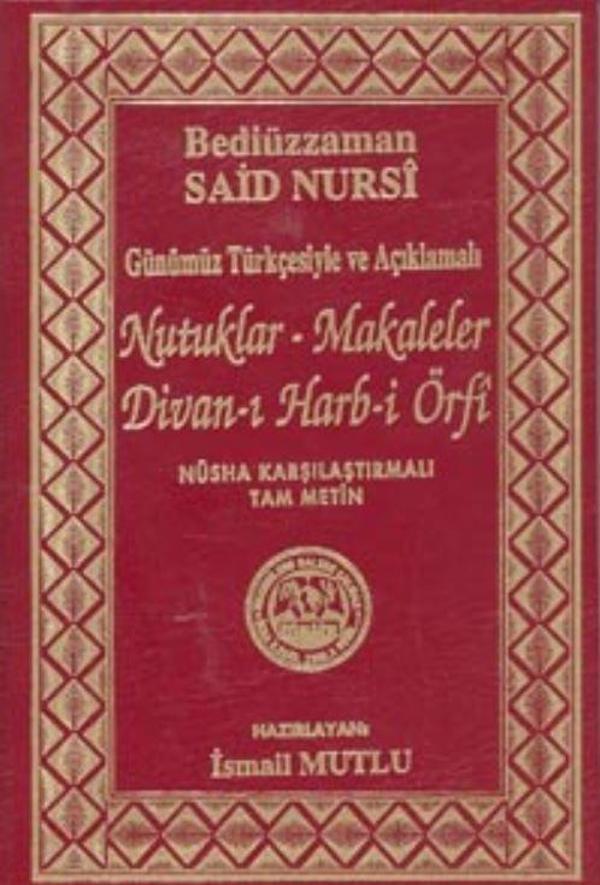 Bediüzzaman
SAİD NURSÎ
Günümüz Türkçesiyle ve Açıklamalı
Nutuklar - Makaleler
Divan-ı Harb-i Örfî
NÜSHA KARŞILAŞTIRMALI
TAM METİN
HAZIRLAYAN:
İsmail MUTLU